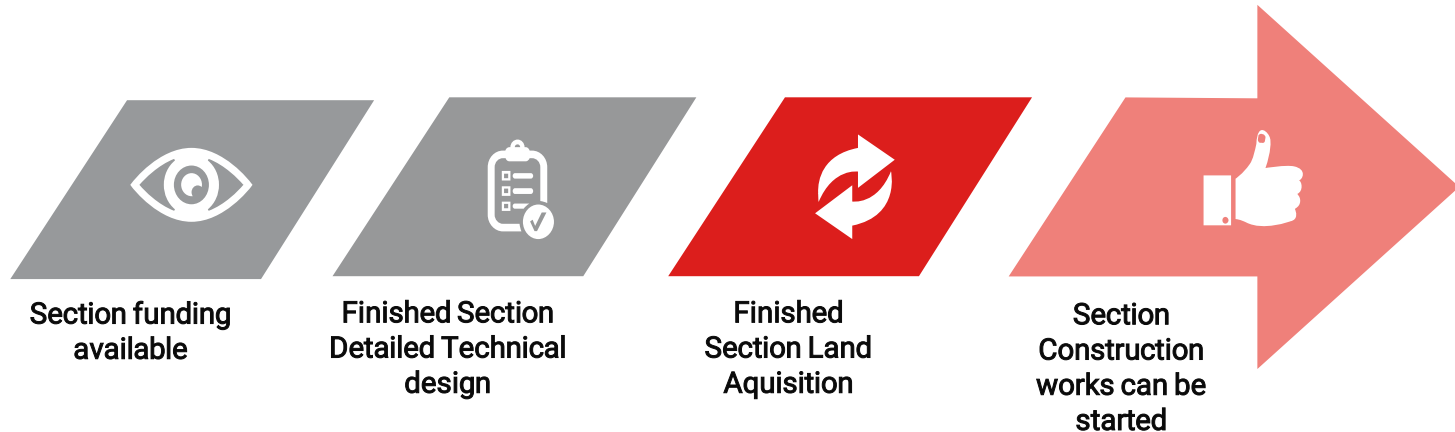 Section funding
available
Finished Section
Detailed Technical
design
Finished
Section Land
Aquisition
Section
Construction
works can be
started